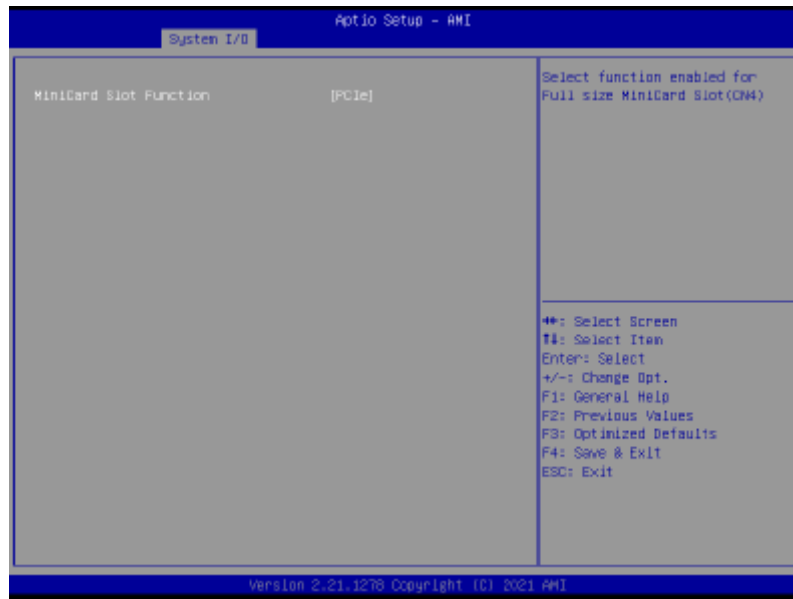 Aptio Setup - AMI
System I/O
MiniCard Slot Function [PCIe]
Select function enabled for
Full size MiniCard Slot(CN4)
↔: Select Screen
↑↓: Select Item
Enter: Select
+/-: Change Opt.
F1: General Help
F2: Previous Values
F3: Optimized Defaults
F4: Save & Exit
ESC: Exit
Version 2.21.1278 Copyright (C) 2021 AMI